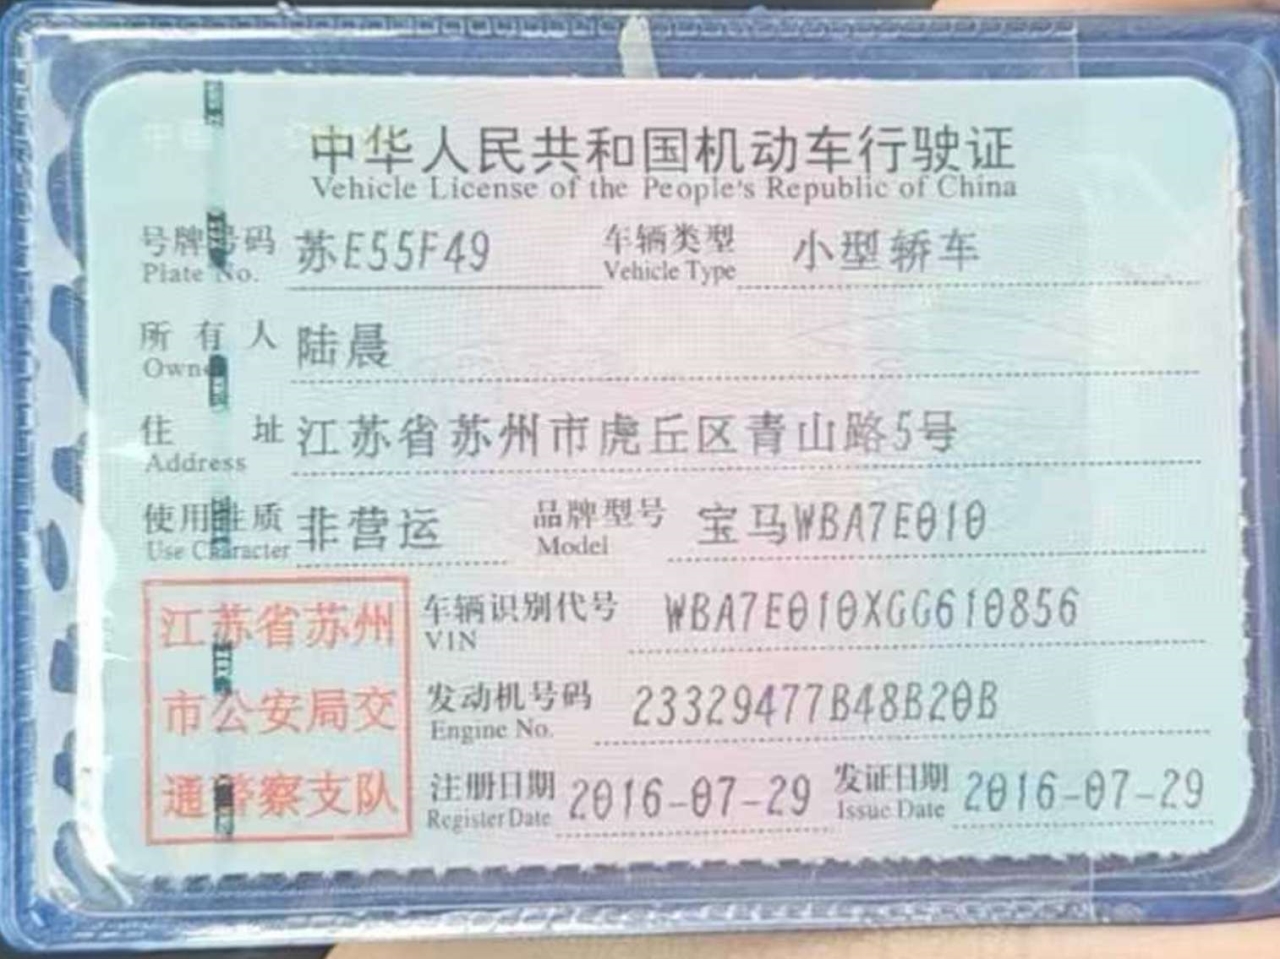 中华人民共和国机动车行驶证
Vehicle License of the People's Republic of China
号牌号码 苏E55F49 车辆类型 小型轿车
Plate No. Vehicle Type
所有人 陆晨
Owner
住址 江苏省苏州市虎丘区青山路5号
Address
使用性质 非营运 品牌型号 宝马WBA7E010
Use Character Model
江苏省苏州
市公安局交
通警察支队
车辆识别代号 WBA7E010XGG610856
VIN
发动机号码 23329477B48B20B
Engine No.
注册日期 2016-07-29 发证日期 2016-07-29
Register Date Issue Date